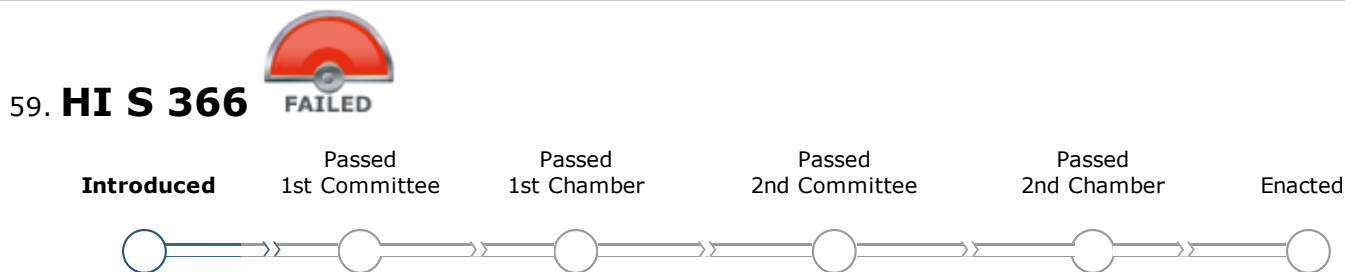 FAILED
59. HI S 366
Passed Passed Passed Passed
Introduced 1st Committee 1st Chamber 2nd Committee 2nd Chamber Enacted